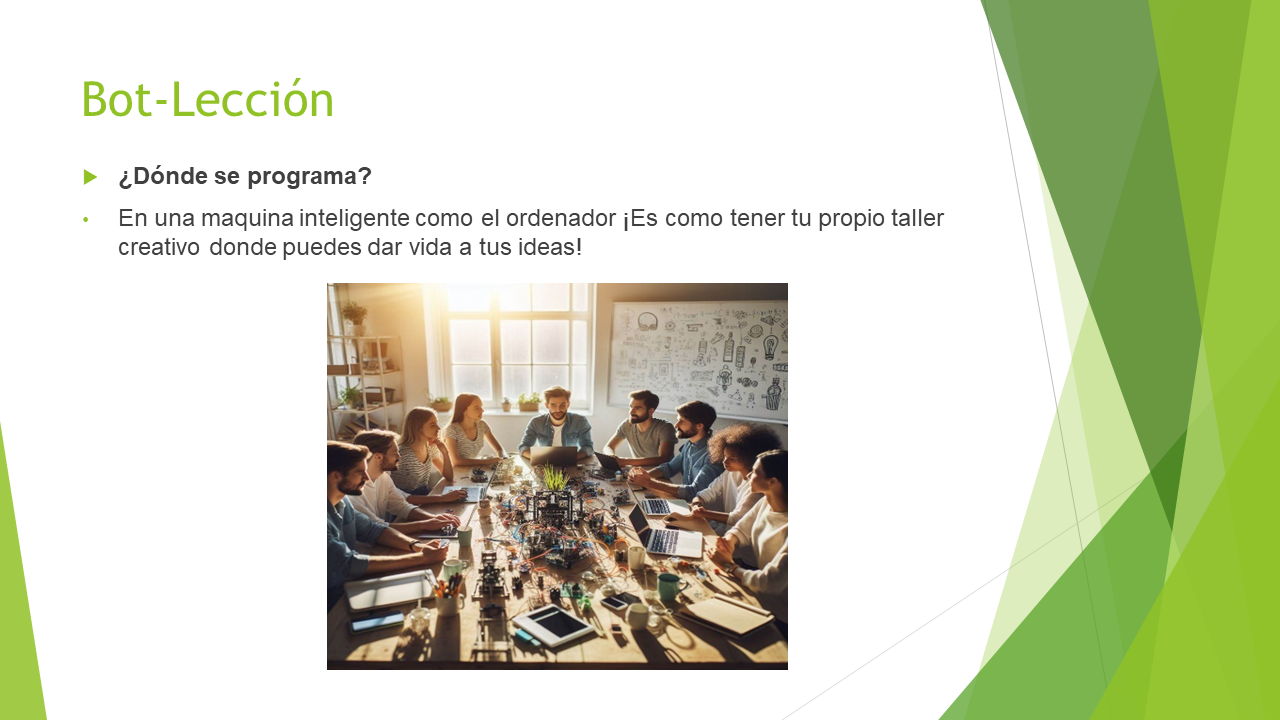 Bot-Lección
¿Dónde se programa?
En una maquina inteligente como el ordenador ¡Es como tener tu propio taller
creativo donde puedes dar vida a tus ideas!